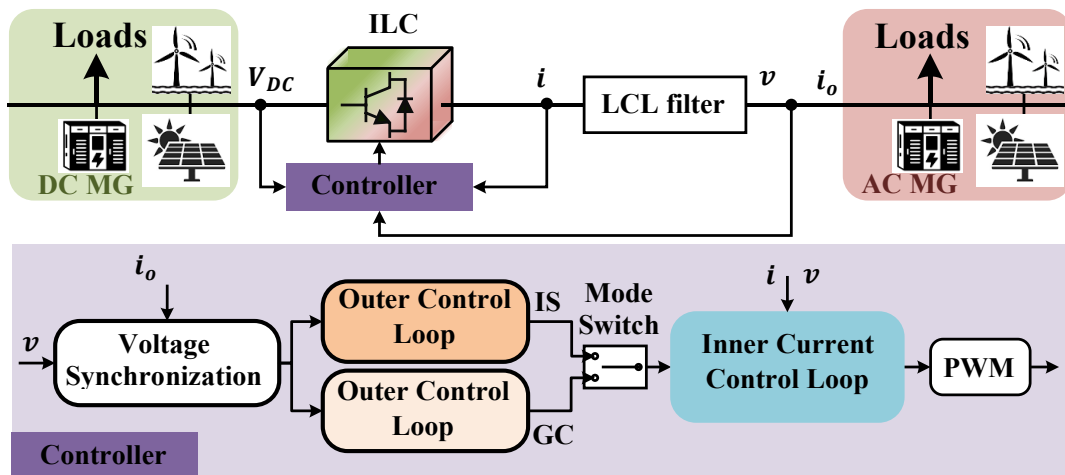 ILC
Loads
Loads
V_DC
i
v
i_o
LCL filter
Controller
DC MG
AC MG
i_o
i v
Outer Control
Loop
IS
Mode
Switch
v
Voltage
Synchronization
Inner Current
Control Loop
PWM
Outer Control
Loop
GC
Controller